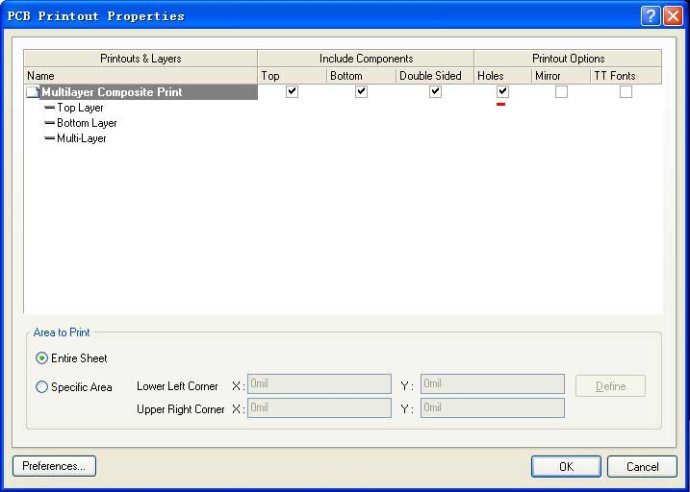 PCB Printout Properties
Printouts & Layers Include Components Printout Options
Name Top Bottom Double Sided Holes Mirror TT Fonts
Multilayer Composite Print
Top Layer
Bottom Layer
Multi-Layer
Area to Print
Entire Sheet
Specific Area Lower Left Corner X: 0mil Y: 0mil Define
Upper Right Corner X: 0mil Y: 0mil
Preferences... OK Cancel